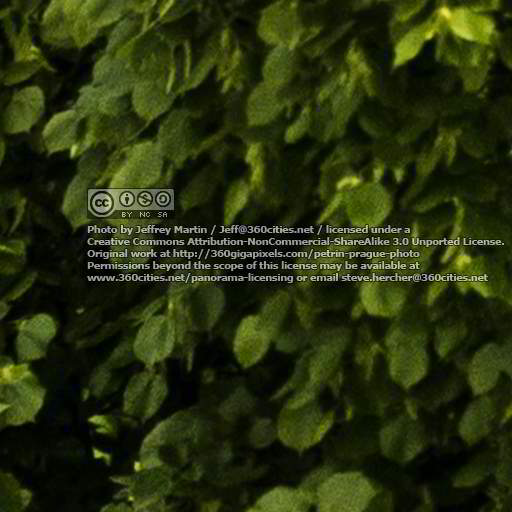 cc BY NC SA
Photo by Jeffrey Martin / Jeff@360cities.net / licensed under a
Creative Commons Attribution-NonCommercial-ShareAlike 3.0 Unported License.
Original work at http://360gigapixels.com/petrin-prague-photo
Permissions beyond the scope of this license may be available at
www.360cities.net/panorama-licensing or email steve.hercher@360cities.net